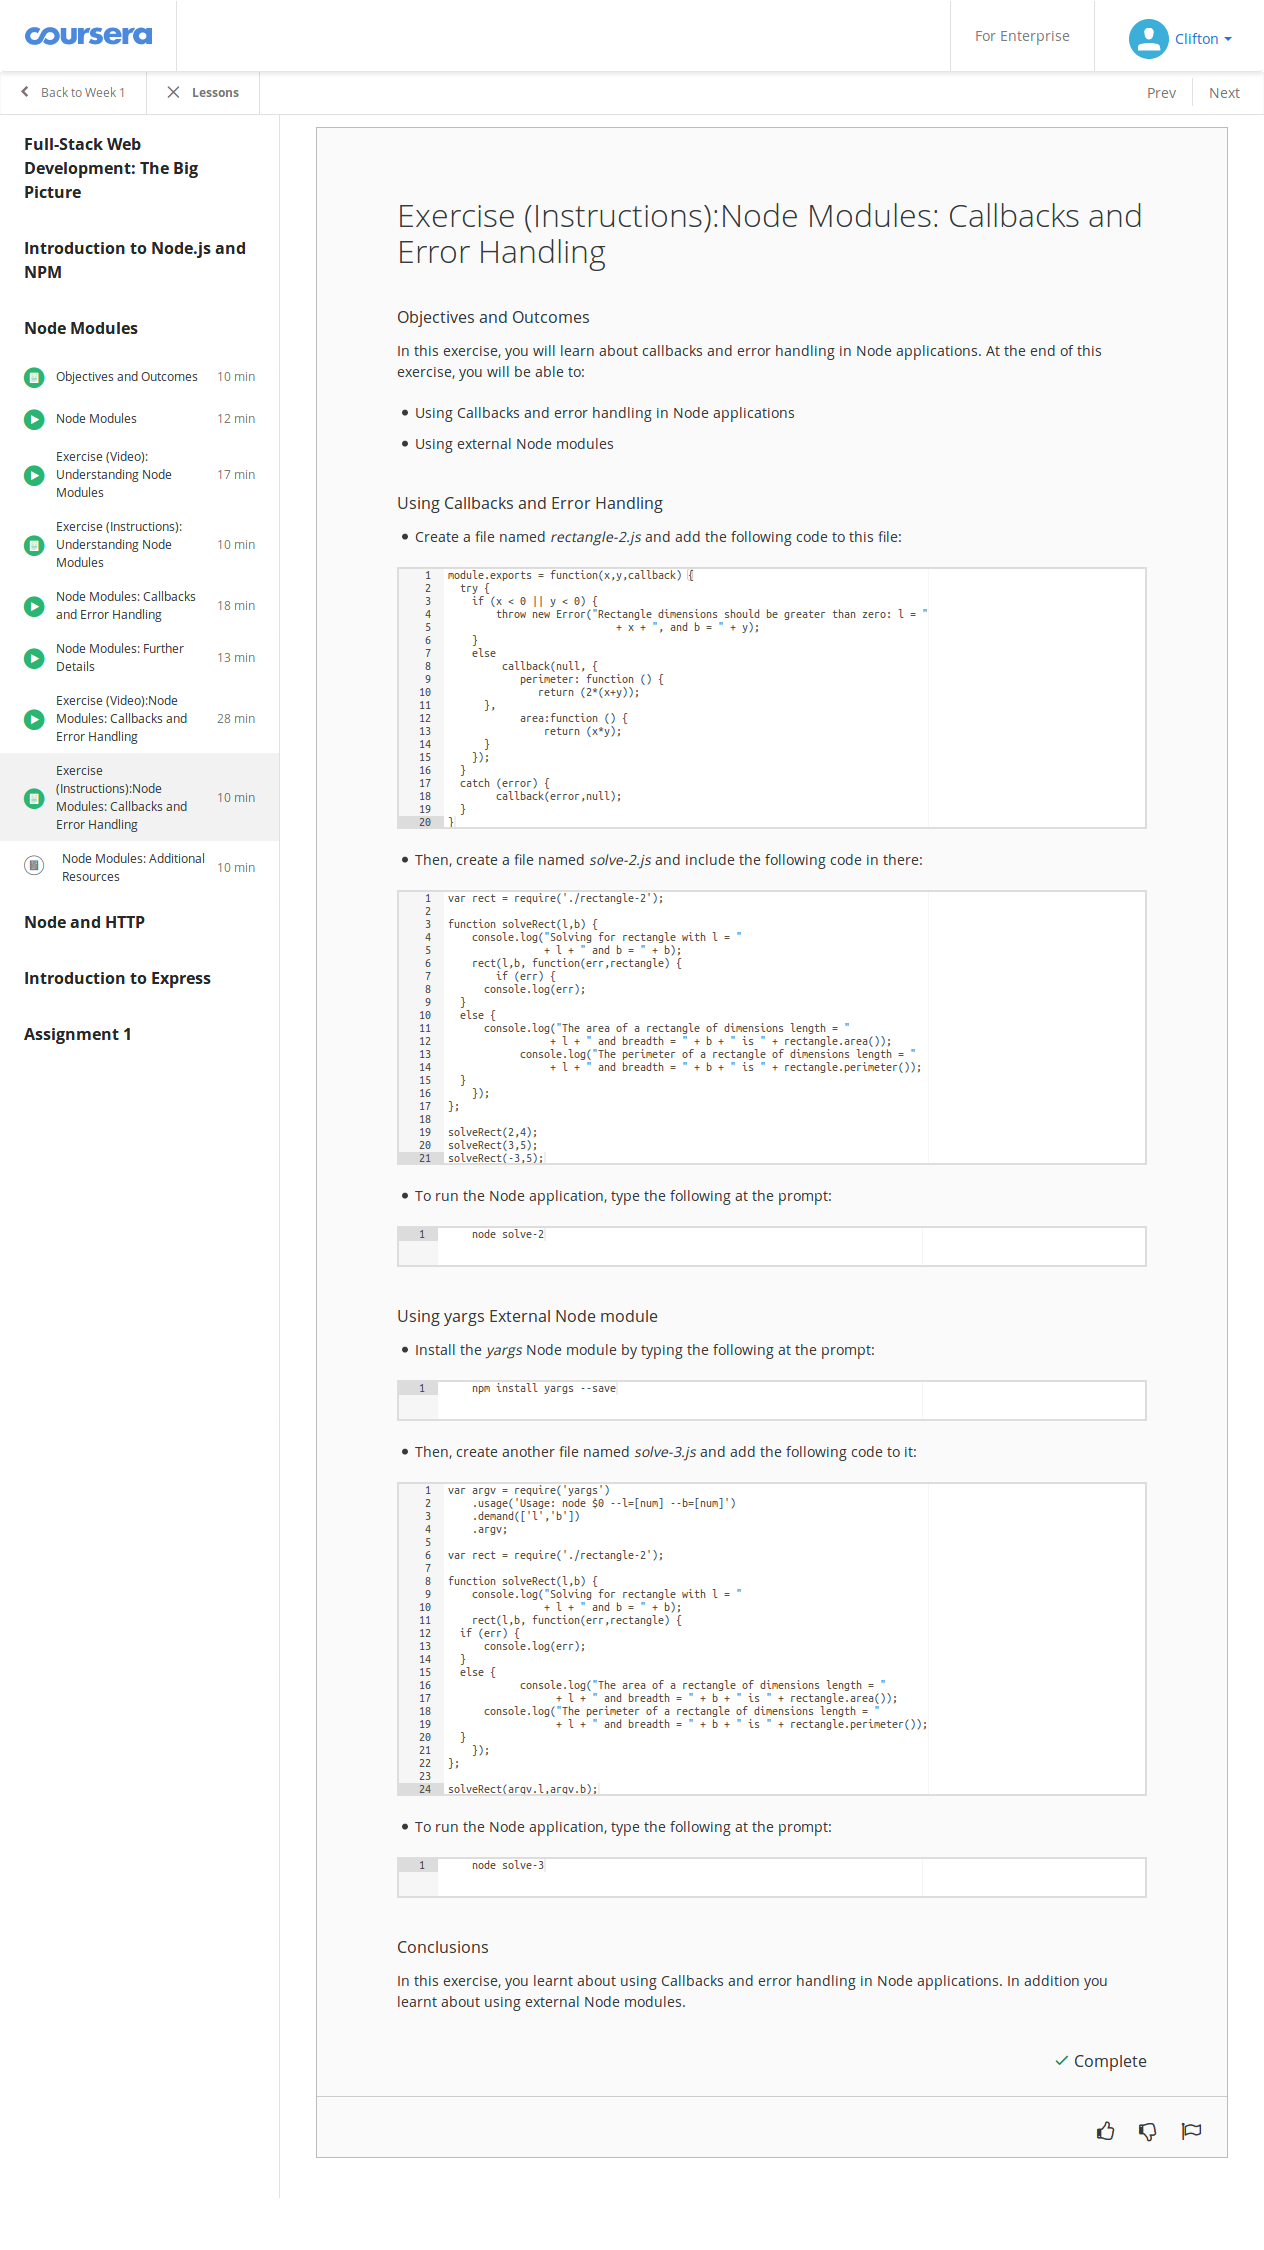 coursera
For Enterprise
Clifton
Back to Week 1
Lessons
Prev
Next
Full-Stack Web
Development: The Big
Picture
Introduction to Node.js and
NPM
Node Modules
Objectives and Outcomes 10 min
Node Modules 12 min
Exercise (Video):
Understanding Node
Modules
17 min
Exercise (Instructions):
Understanding Node
Modules
10 min
Node Modules: Callbacks
and Error Handling
18 min
Node Modules: Further
Details
13 min
Exercise (Video):Node
Modules: Callbacks and
Error Handling
28 min
Exercise
(Instructions):Node
Modules: Callbacks and
Error Handling
10 min
Node Modules: Additional
Resources
10 min
Node and HTTP
Introduction to Express
Assignment 1
Exercise (Instructions):Node Modules: Callbacks and
Error Handling
Objectives and Outcomes
In this exercise, you will learn about callbacks and error handling in Node applications. At the end of this
exercise, you will be able to:
• Using Callbacks and error handling in Node applications
• Using external Node modules
Using Callbacks and Error Handling
• Create a file named rectangle-2.js and add the following code to this file:
1 module.exports = function(x,y,callback) {
2   try {
3     if (x < 0 || y < 0) {
4         throw new Error("Rectangle dimensions should be greater than zero: l = "
5                             + x + ", and b = " + y);
6     }
7     else
8          callback(null, {
9             perimeter: function () {
10                return (2*(x+y));
11       },
12             area:function () {
13                 return (x*y);
14       }
15     });
16   }
17   catch (error) {
18         callback(error,null);
19   }
20 }
• Then, create a file named solve-2.js and include the following code in there:
1 var rect = require('./rectangle-2');
2
3 function solveRect(l,b) {
4     console.log("Solving for rectangle with l = "
5                 + l + " and b = " + b);
6     rect(l,b, function(err,rectangle) {
7         if (err) {
8       console.log(err);
9   }
10   else {
11       console.log("The area of a rectangle of dimensions length = "
12                  + l + " and breadth = " + b + " is " + rectangle.area());
13             console.log("The perimeter of a rectangle of dimensions length = "
14                  + l + " and breadth = " + b + " is " + rectangle.perimeter());
15   }
16     });
17 };
18
19 solveRect(2,4);
20 solveRect(3,5);
21 solveRect(-3,5);
• To run the Node application, type the following at the prompt:
1     node solve-2
Using yargs External Node module
• Install the yargs Node module by typing the following at the prompt:
1     npm install yargs --save
• Then, create another file named solve-3.js and add the following code to it:
1 var argv = require('yargs')
2     .usage('Usage: node $0 --l=[num] --b=[num]')
3     .demand(['l','b'])
4     .argv;
5
6 var rect = require('./rectangle-2');
7
8 function solveRect(l,b) {
9     console.log("Solving for rectangle with l = "
10                 + l + " and b = " + b);
11     rect(l,b, function(err,rectangle) {
12   if (err) {
13       console.log(err);
14   }
15   else {
16             console.log("The area of a rectangle of dimensions length = "
17                   + l + " and breadth = " + b + " is " + rectangle.area());
18       console.log("The perimeter of a rectangle of dimensions length = "
19                   + l + " and breadth = " + b + " is " + rectangle.perimeter());
20   }
21     });
22 };
23
24 solveRect(argv.l,argv.b);
• To run the Node application, type the following at the prompt:
1     node solve-3
Conclusions
In this exercise, you learnt about using Callbacks and error handling in Node applications. In addition you
learnt about using external Node modules.
Complete